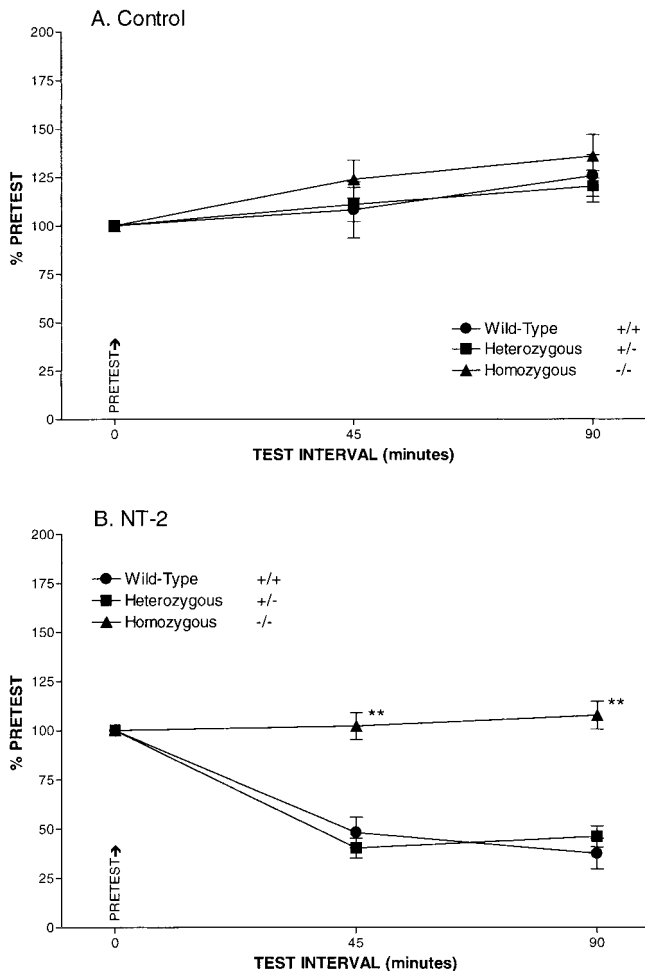 A. Control
200
175
150
125
100
75
50
25
0
% PRETEST
PRETEST→
Wild-Type +/+
Heterozygous +/-
Homozygous -/-
0 45 90
TEST INTERVAL (minutes)
B. NT-2
200
175
150
125
100
75
50
25
0
% PRETEST
PRETEST→
Wild-Type +/+
Heterozygous +/-
Homozygous -/-
**
**
0 45 90
TEST INTERVAL (minutes)